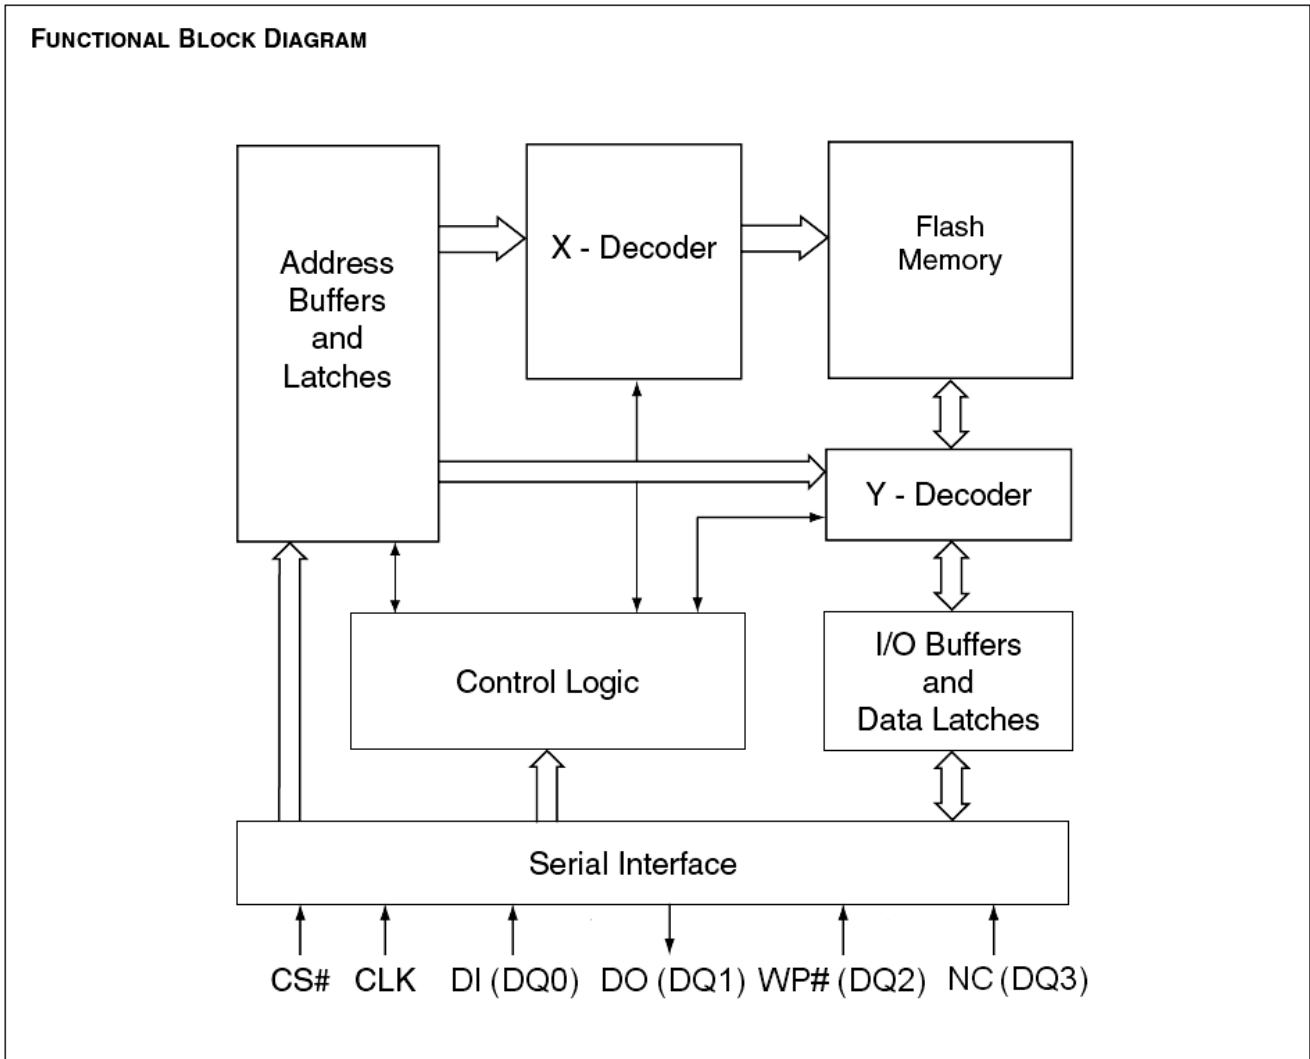 FUNCTIONAL BLOCK DIAGRAM
Address
Buffers
and
Latches
X - Decoder
Flash
Memory
Y - Decoder
Control Logic
I/O Buffers
and
Data Latches
Serial Interface
CS# CLK DI (DQ0) DO (DQ1) WP# (DQ2) NC (DQ3)